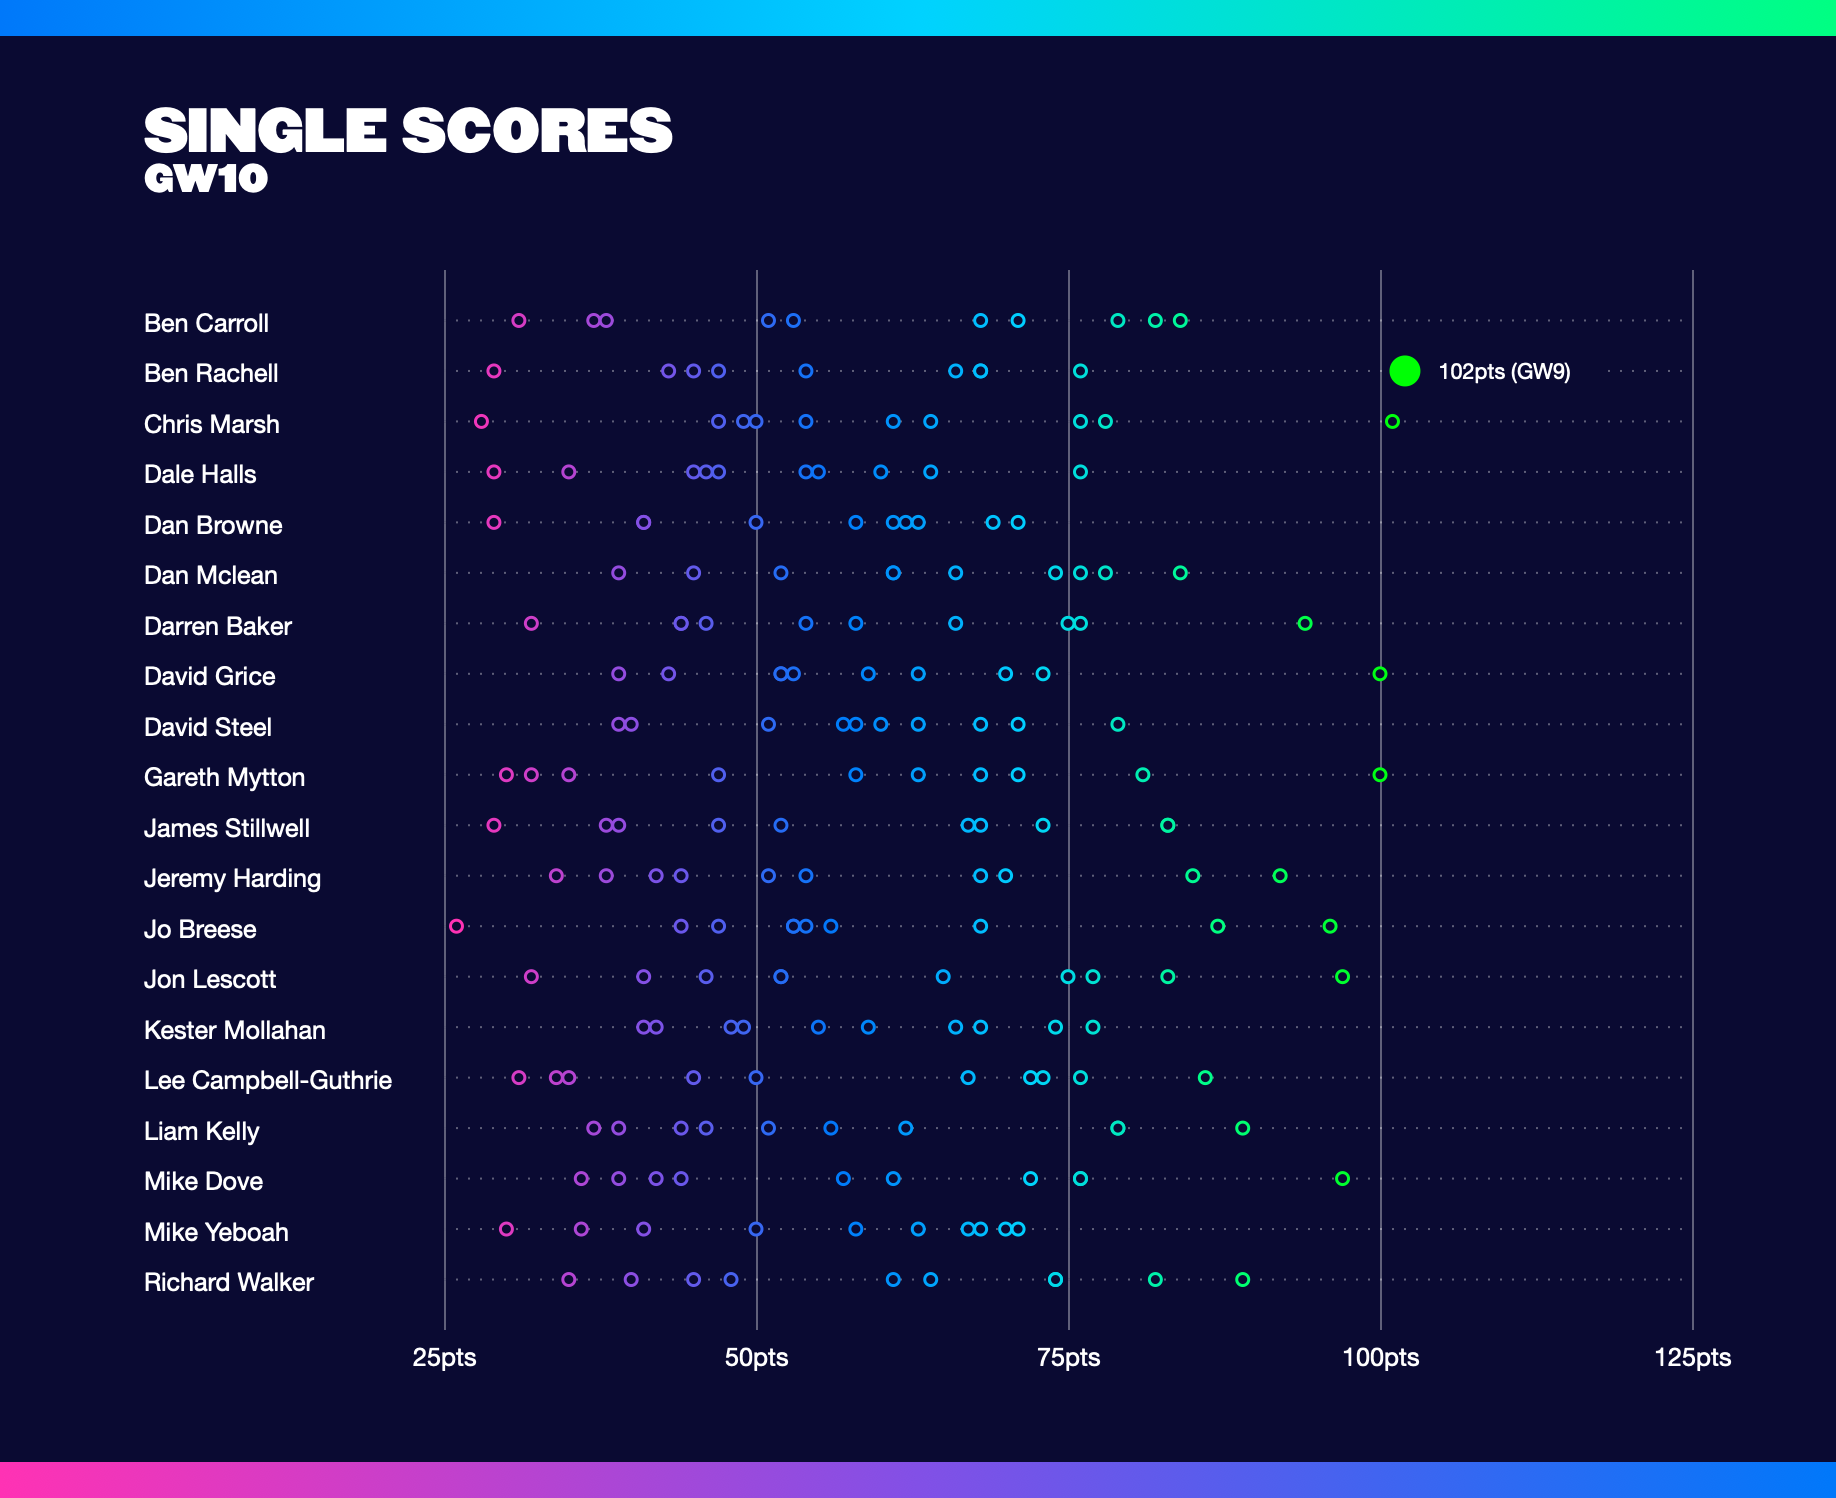 SINGLE SCORES
GW10
Ben Carroll
Ben Rachell
102pts (GW9)
Chris Marsh
Dale Halls
Dan Browne
Dan Mclean
Darren Baker
David Grice
David Steel
Gareth Mytton
James Stillwell
Jeremy Harding
Jo Breese
Jon Lescott
Kester Mollahan
Lee Campbell-Guthrie
Liam Kelly
Mike Dove
Mike Yeboah
Richard Walker
25pts 50pts 75pts 100pts 125pts